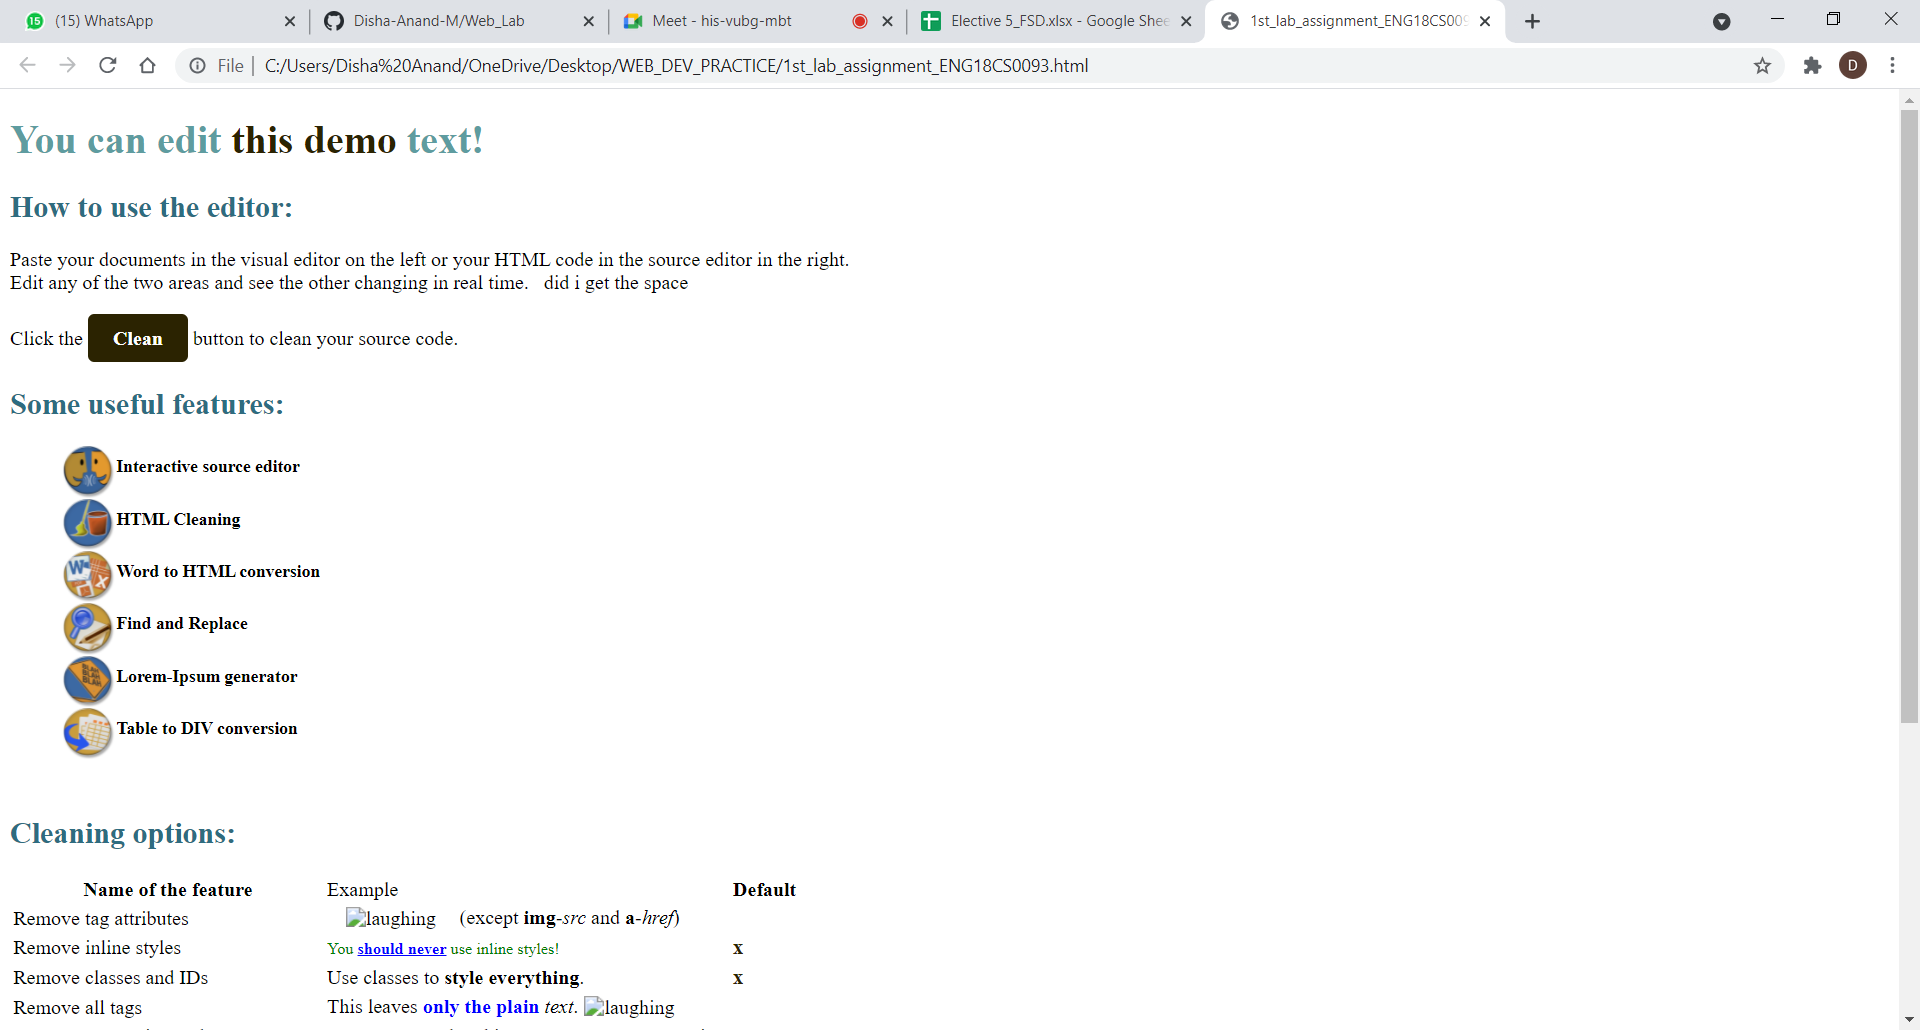 15 (15) WhatsApp
Disha-Anand-M/Web_Lab
Meet - his-vubg-mbt
Elective 5_FSD.xlsx - Google Shee
1st_lab_assignment_ENG18CS009
File | C:/Users/Disha%20Anand/OneDrive/Desktop/WEB_DEV_PRACTICE/1st_lab_assignment_ENG18CS0093.html
D
You can edit this demo text!
How to use the editor:
Paste your documents in the visual editor on the left or your HTML code in the source editor in the right.
Edit any of the two areas and see the other changing in real time. did i get the space
Click the Clean button to clean your source code.
Some useful features:
Interactive source editor
HTML Cleaning
Word to HTML conversion
Find and Replace
BLAH BLAH BLAH Lorem-Ipsum generator
Table to DIV conversion
Cleaning options:
Name of the feature Example Default
Remove tag attributes laughing (except img-src and a-href)
Remove inline styles You should never use inline styles! x
Remove classes and IDs Use classes to style everything. x
Remove all tags This leaves only the plain text. laughing